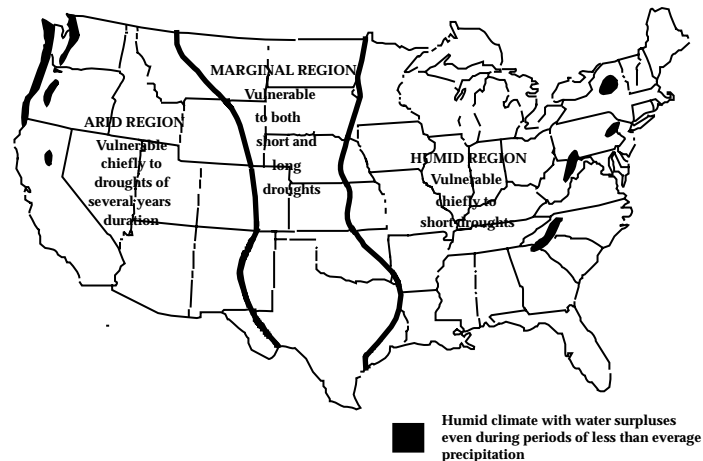 MARGINAL REGION
Vulnerable
to both
short and
long
droughts
ARID REGION
Vulnerable
chiefly to
droughts of
several years
duration
HUMID REGION
Vulnerable
chiefly to
short droughts
Humid climate with water surpluses
even during periods of less than everage
precipitation